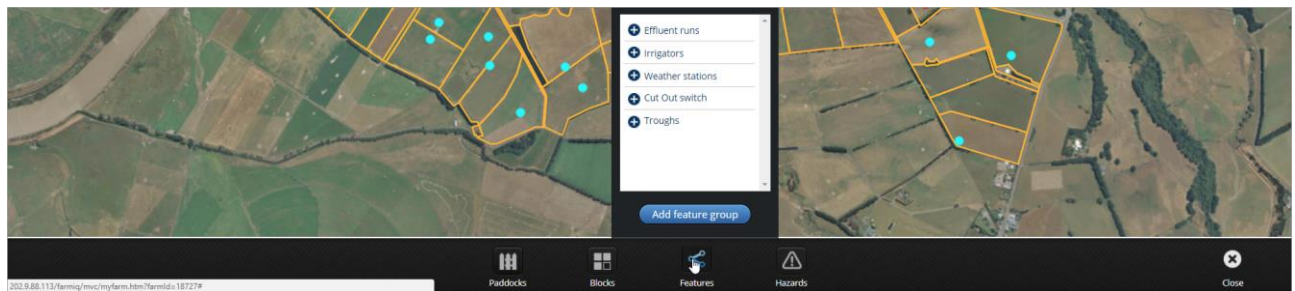 Effluent runs
Irrigators
Weather stations
Cut Out switch
Troughs
Add feature group
Paddocks
Blocks
Features
Hazards
Close
202.9.88.113/farmiq/mvc/myfarm.htm?farmId=18727#